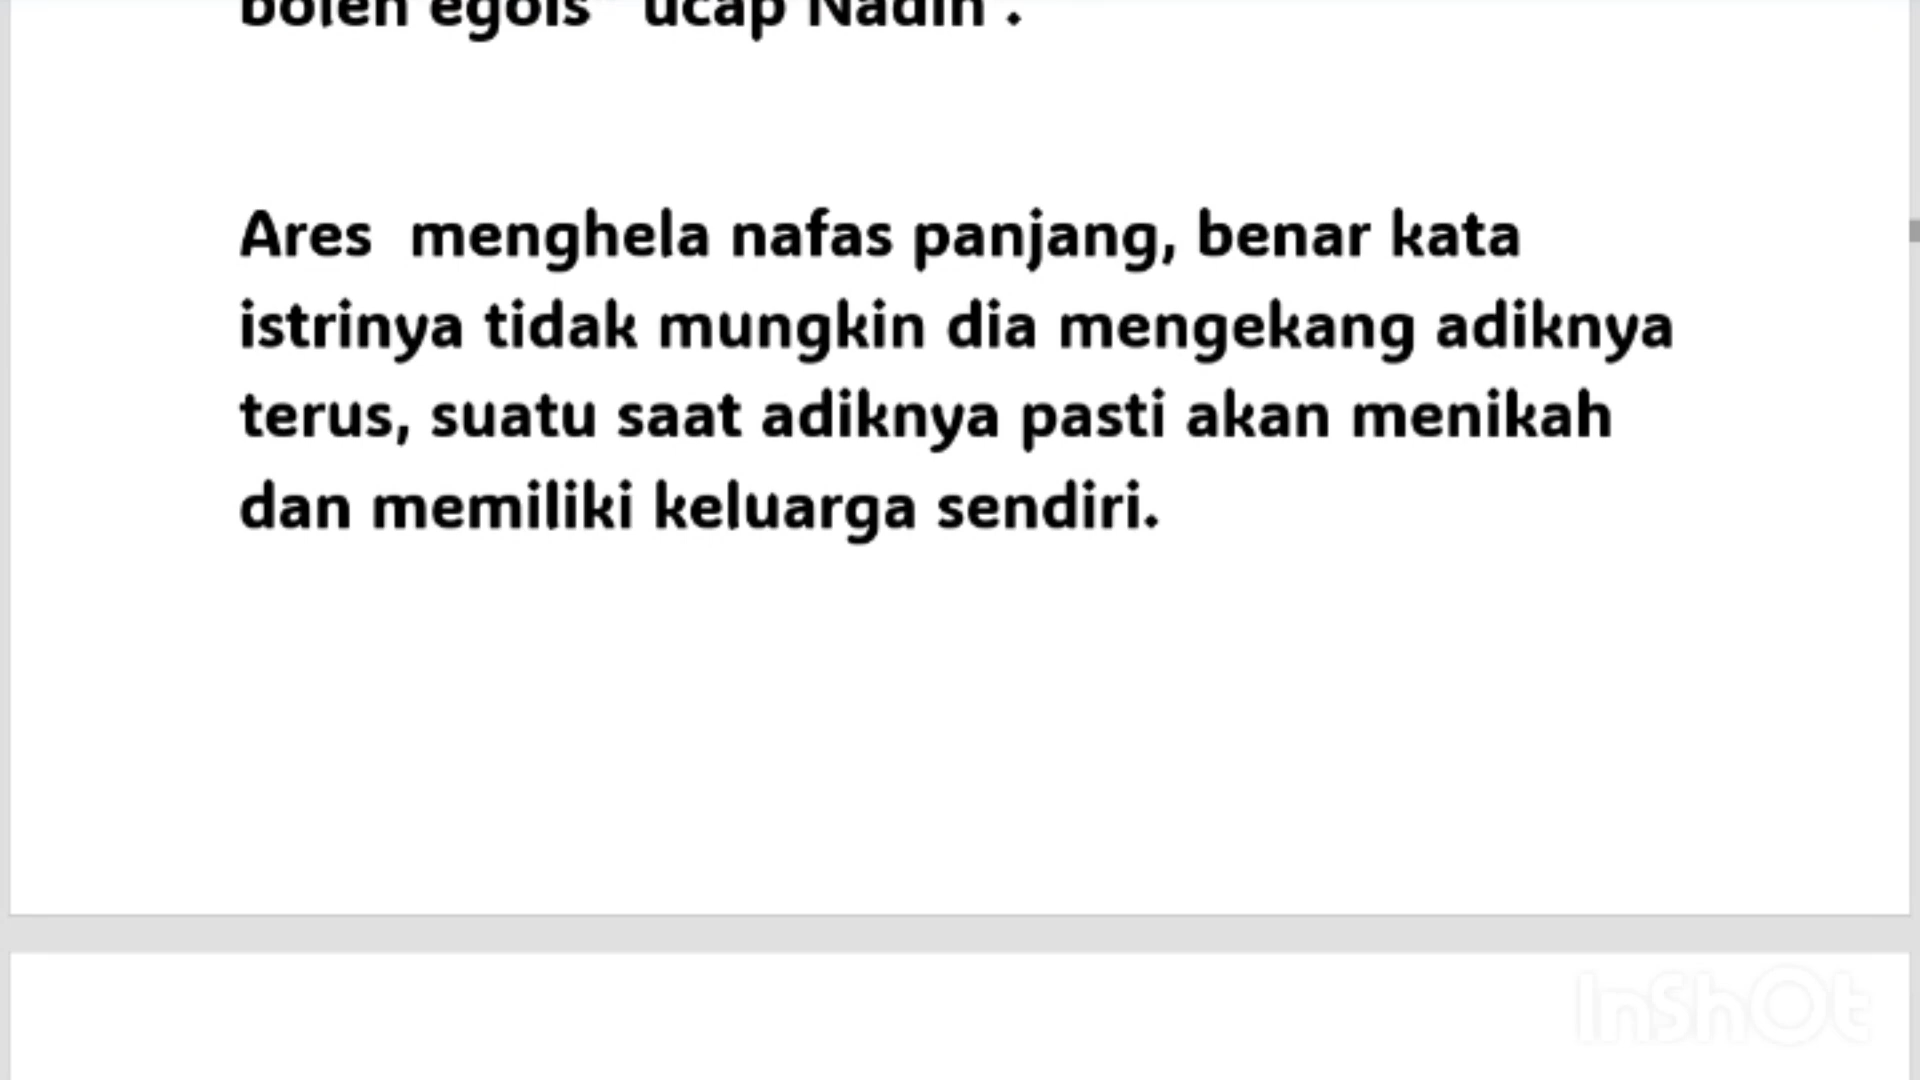 boleh egois" ucap Nadin .
Ares  menghela nafas panjang, benar kata
istrinya tidak mungkin dia mengekang adiknya
terus, suatu saat adiknya pasti akan menikah
dan memiliki keluarga sendiri.
InShOt